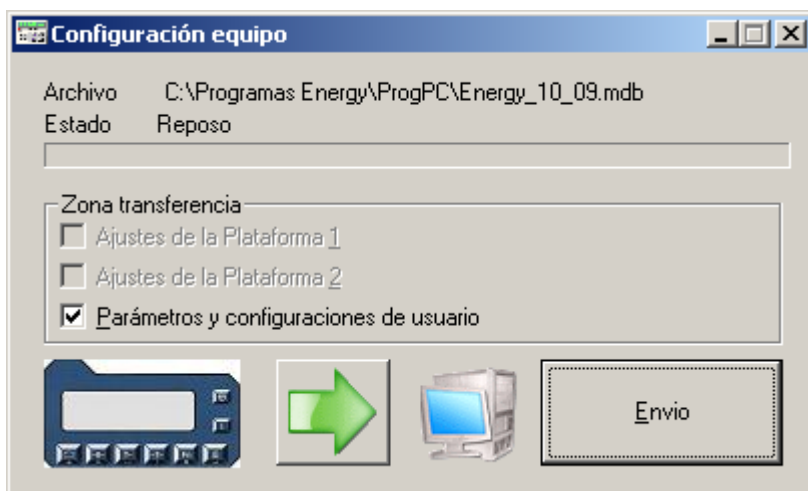 Configuración equipo
Archivo C:\Programas Energy\ProgPC\Energy_10_09.mdb
Estado Reposo
Zona transferencia
Ajustes de la Plataforma 1
Ajustes de la Plataforma 2
Parámetros y configuraciones de usuario
Envio